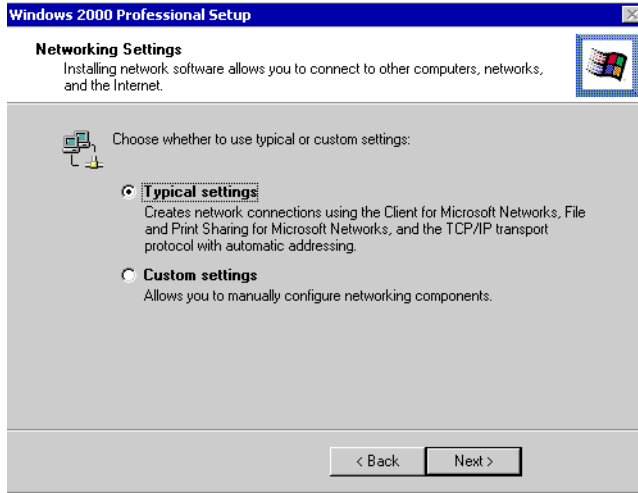 Windows 2000 Professional Setup
Networking Settings
Installing network software allows you to connect to other computers, networks,
and the Internet.
Choose whether to use typical or custom settings:
Typical settings
Creates network connections using the Client for Microsoft Networks, File
and Print Sharing for Microsoft Networks, and the TCP/IP transport
protocol with automatic addressing.
Custom settings
Allows you to manually configure networking components.
< Back
Next >